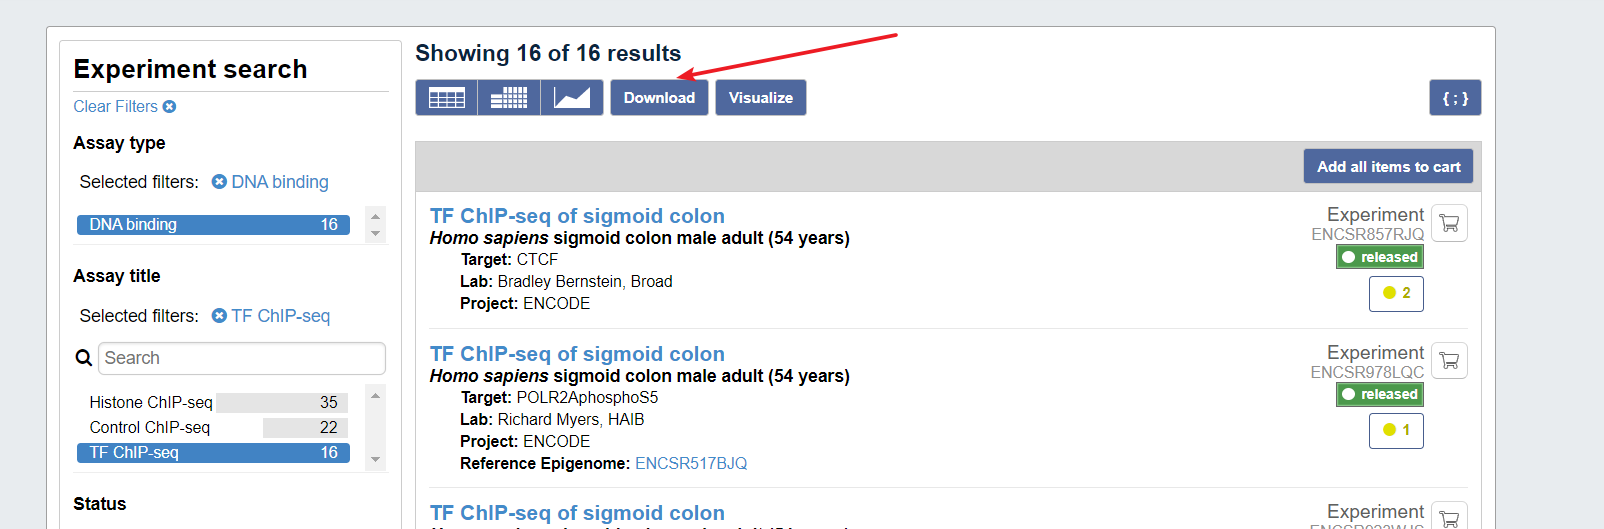 Experiment search
Clear Filters
Assay type
Selected filters: DNA binding
DNA binding 16
Assay title
Selected filters: TF ChIP-seq
Search
Histone ChIP-seq 35
Control ChIP-seq 22
TF ChIP-seq 16
Status
Showing 16 of 16 results
Download Visualize { ; }
Add all items to cart
TF ChIP-seq of sigmoid colon
Homo sapiens sigmoid colon male adult (54 years)
Target: CTCF
Lab: Bradley Bernstein, Broad
Project: ENCODE
Experiment
ENCSR857RJQ
released
2
TF ChIP-seq of sigmoid colon
Homo sapiens sigmoid colon male adult (54 years)
Target: POLR2AphosphoS5
Lab: Richard Myers, HAIB
Project: ENCODE
Reference Epigenome: ENCSR517BJQ
Experiment
ENCSR978LQC
released
1
TF ChIP-seq of sigmoid colon
Experiment